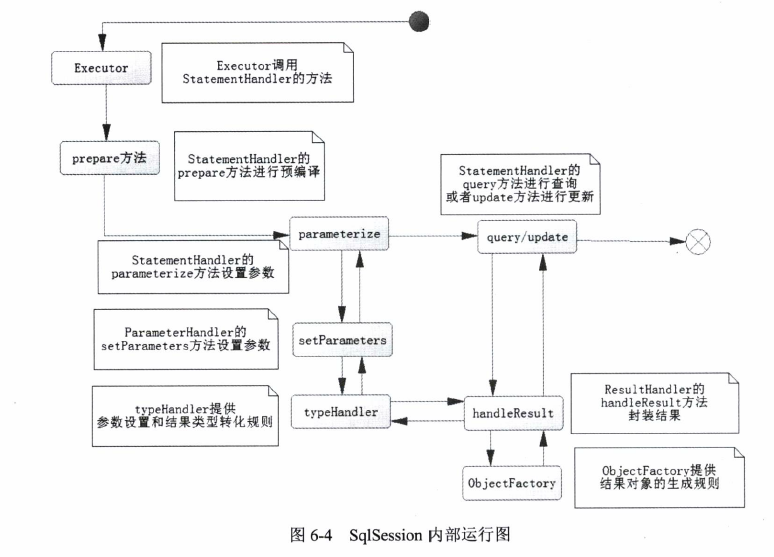 Executor
Executor调用
StatementHandler的方法
prepare方法
StatementHandler的
prepare方法进行预编译
StatementHandler的
query方法进行查询
或者update方法进行更新
parameterize
query/update
StatementHandler的
parameterize方法设置参数
ParameterHandler的
setParameters方法设置参数
setParameters
typeHandler提供
参数设置和结果类型转化规则
typeHandler
handleResult
ResultHandler的
handleResult方法
封装结果
ObjectFactory
ObjectFactory提供
结果对象的生成规则
图 6-4 SqlSession 内部运行图